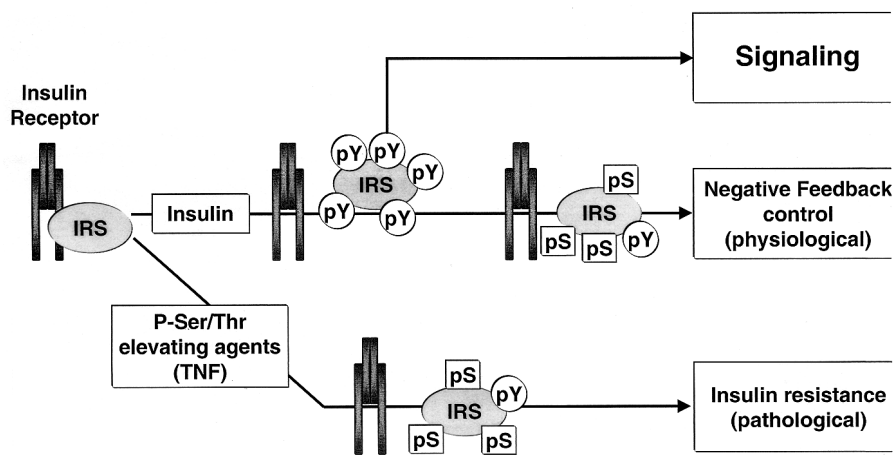 Signaling
Insulin
Receptor
pY
pY
pY
IRS
pY
pY
IRS
Insulin
pS
IRS
pS
pS
pY
Negative Feedback
control
(physiological)
P-Ser/Thr
elevating agents
(TNF)
pS
pY
IRS
pS
pS
Insulin resistance
(pathological)